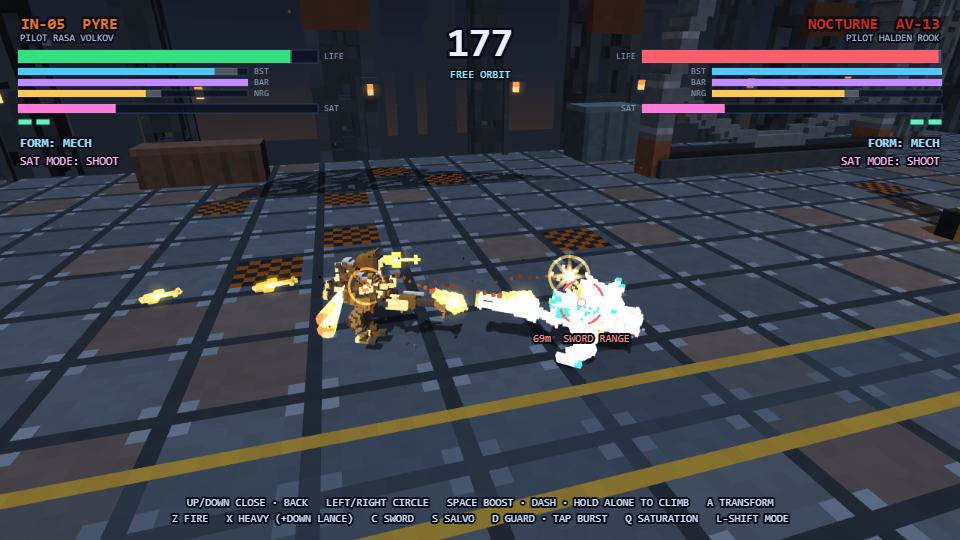 IN-05 PYRE
PILOT RASA VOLKOV
LIFE
BST
BAR
NRG
SAT
FORM: MECH
SAT MODE: SHOOT
177
FREE ORBIT
NOCTURNE AV-13
PILOT HALDEN ROOK
LIFE
BST
BAR
NRG
SAT
FORM: MECH
SAT MODE: SHOOT
69m SWORD RANGE
UP/DOWN CLOSE · BACK LEFT/RIGHT CIRCLE SPACE BOOST · DASH · HOLD ALONE TO CLIMB A TRANSFORM
Z FIRE X HEAVY (+DOWN LANCE) C SWORD S SALVO D GUARD · TAP BURST Q SATURATION L-SHIFT MODE